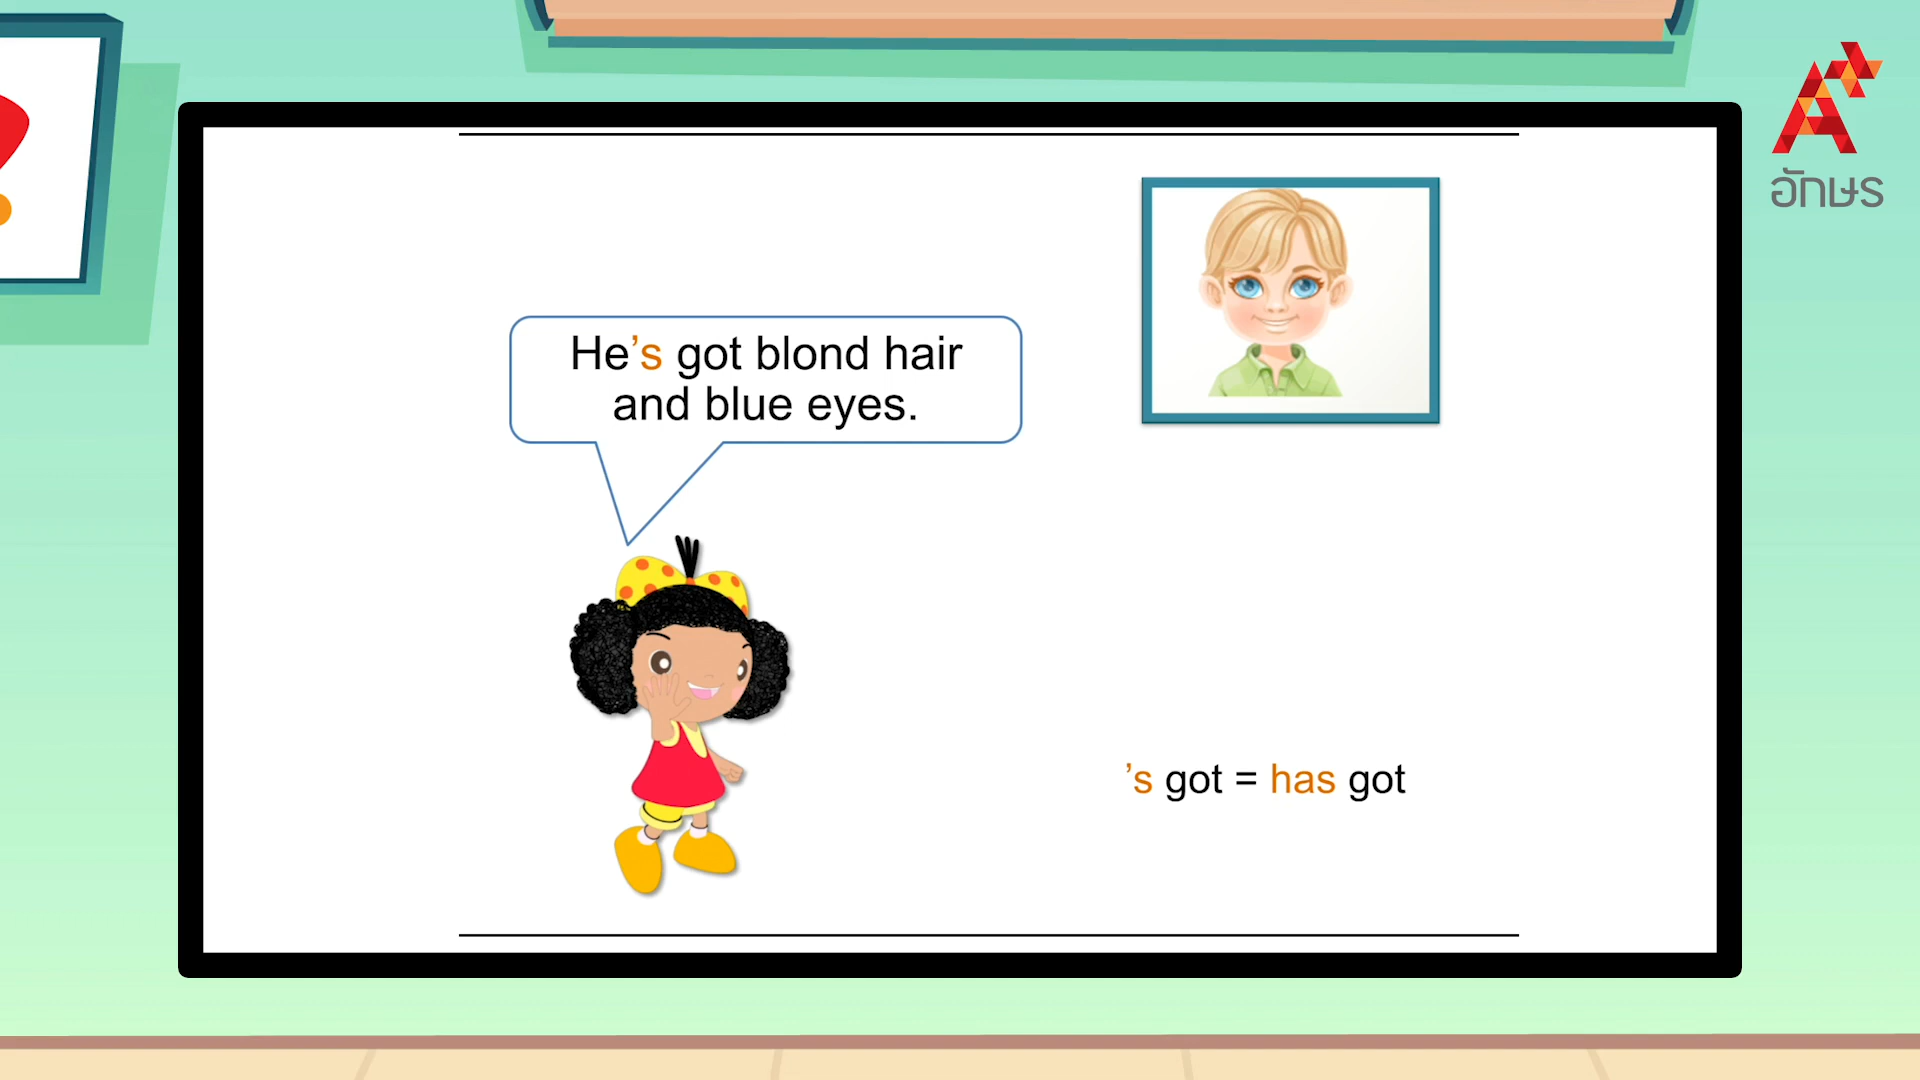 อักษร
He’s got blond hair
and blue eyes.
’s got = has got